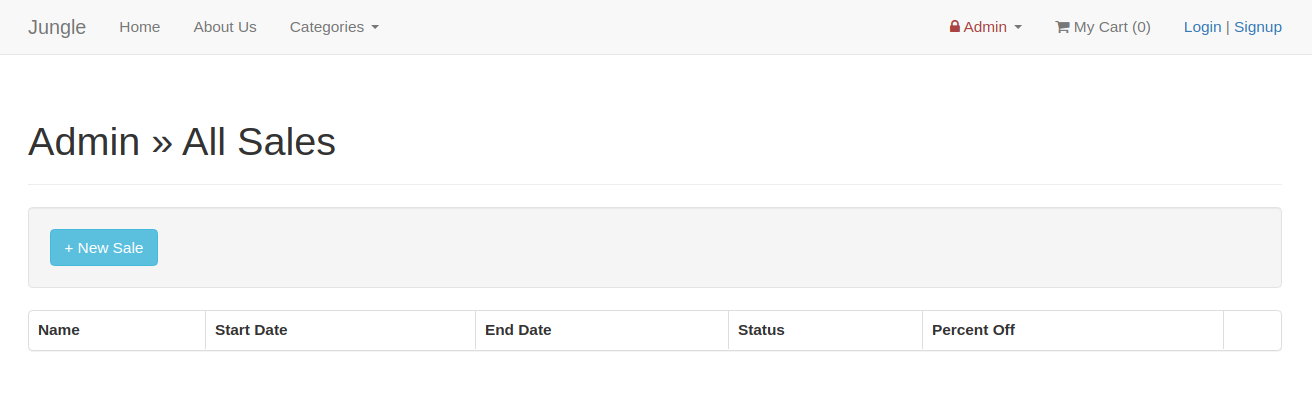 Jungle Home About Us Categories Admin My Cart (0) Login | Signup
Admin » All Sales
+ New Sale
Name Start Date End Date Status Percent Off